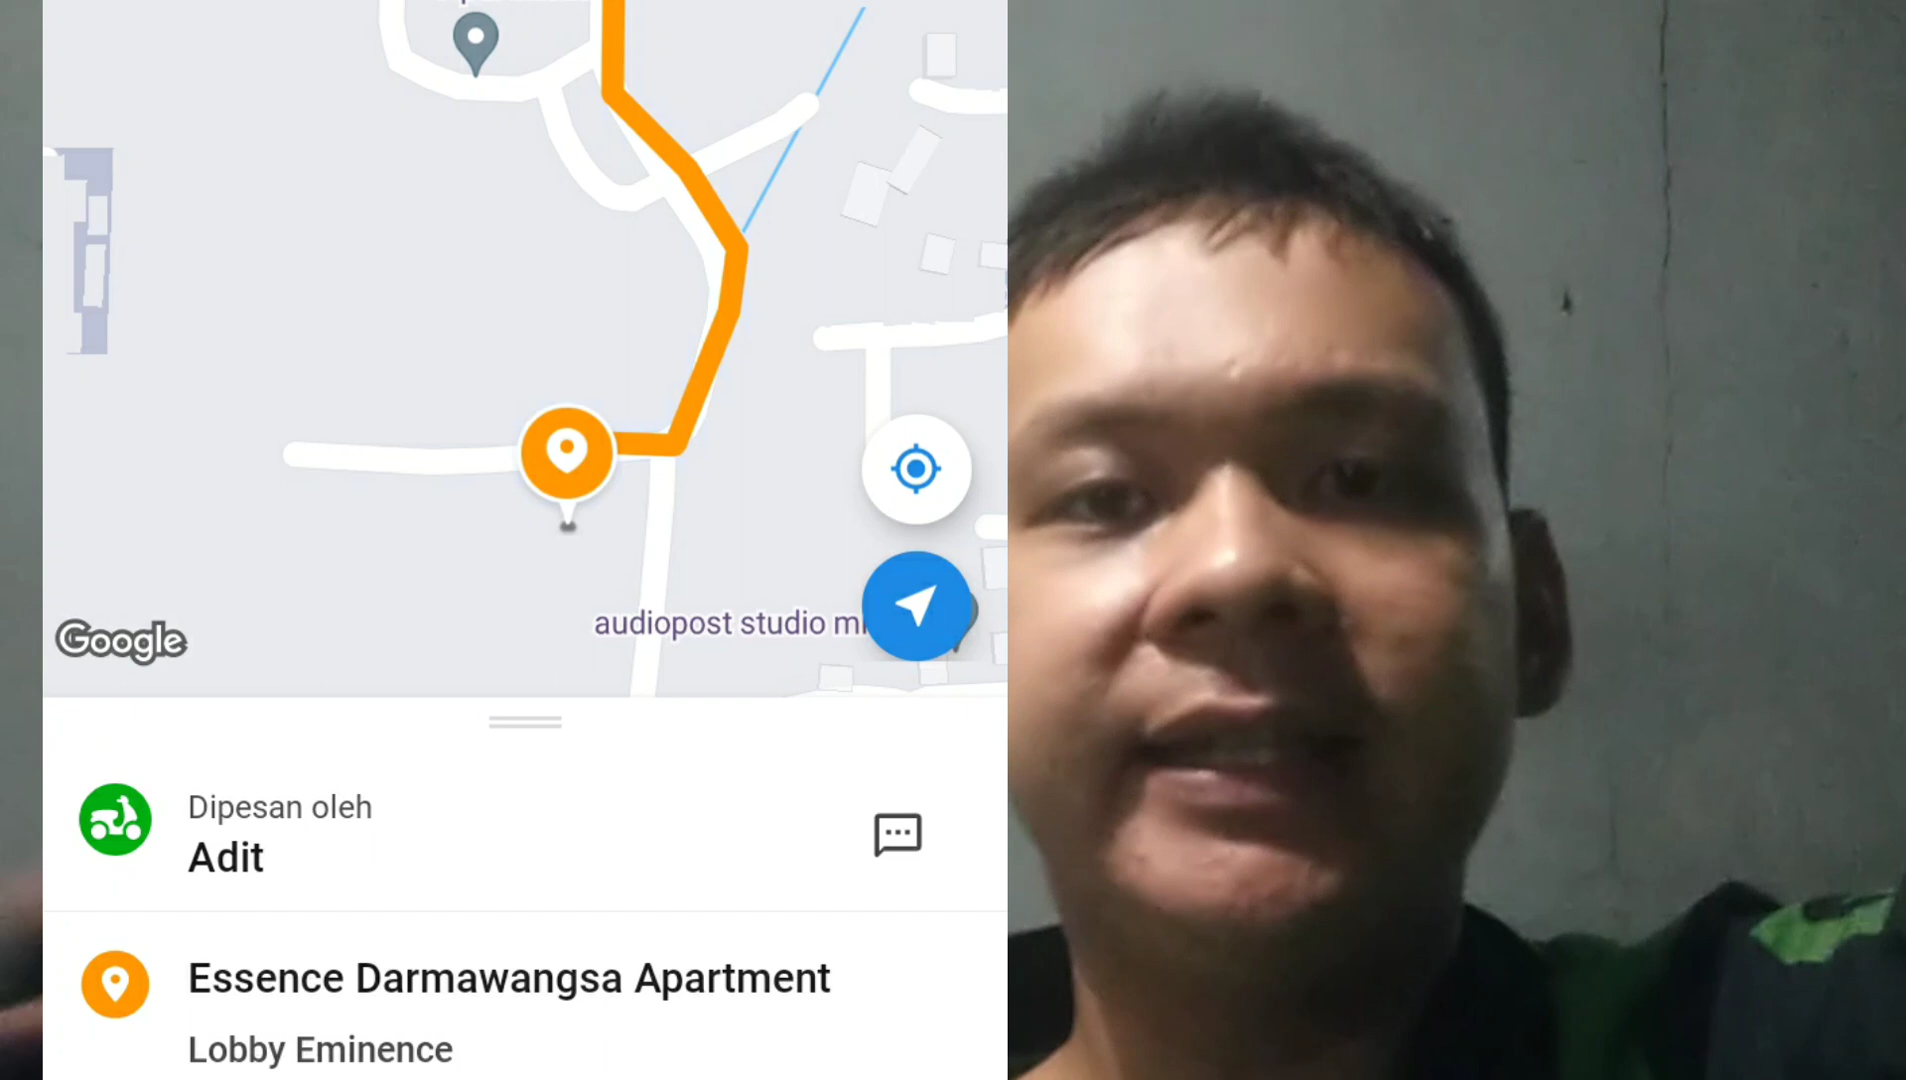 Google
audiopost studio
Dipesan oleh
Adit
Essence Darmawangsa Apartment
Lobby Eminence